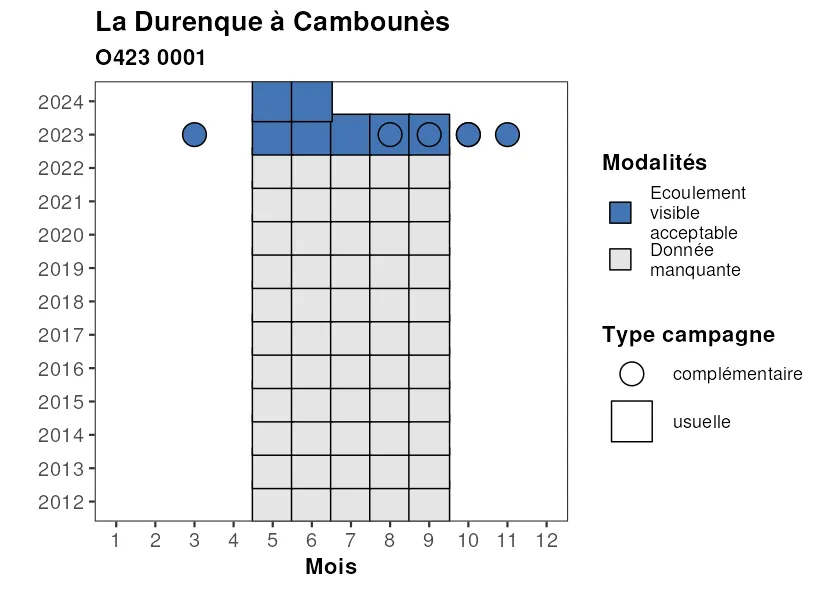 La Durenque à Cambounès
O423 0001
2024
2023
2022
2021
2020
2019
2018
2017
2016
2015
2014
2013
2012
1 2 3 4 5 6 7 8 9 10 11 12
Mois
Modalités
Ecoulement
visible
acceptable
Donnée
manquante
Type campagne
complémentaire
usuelle